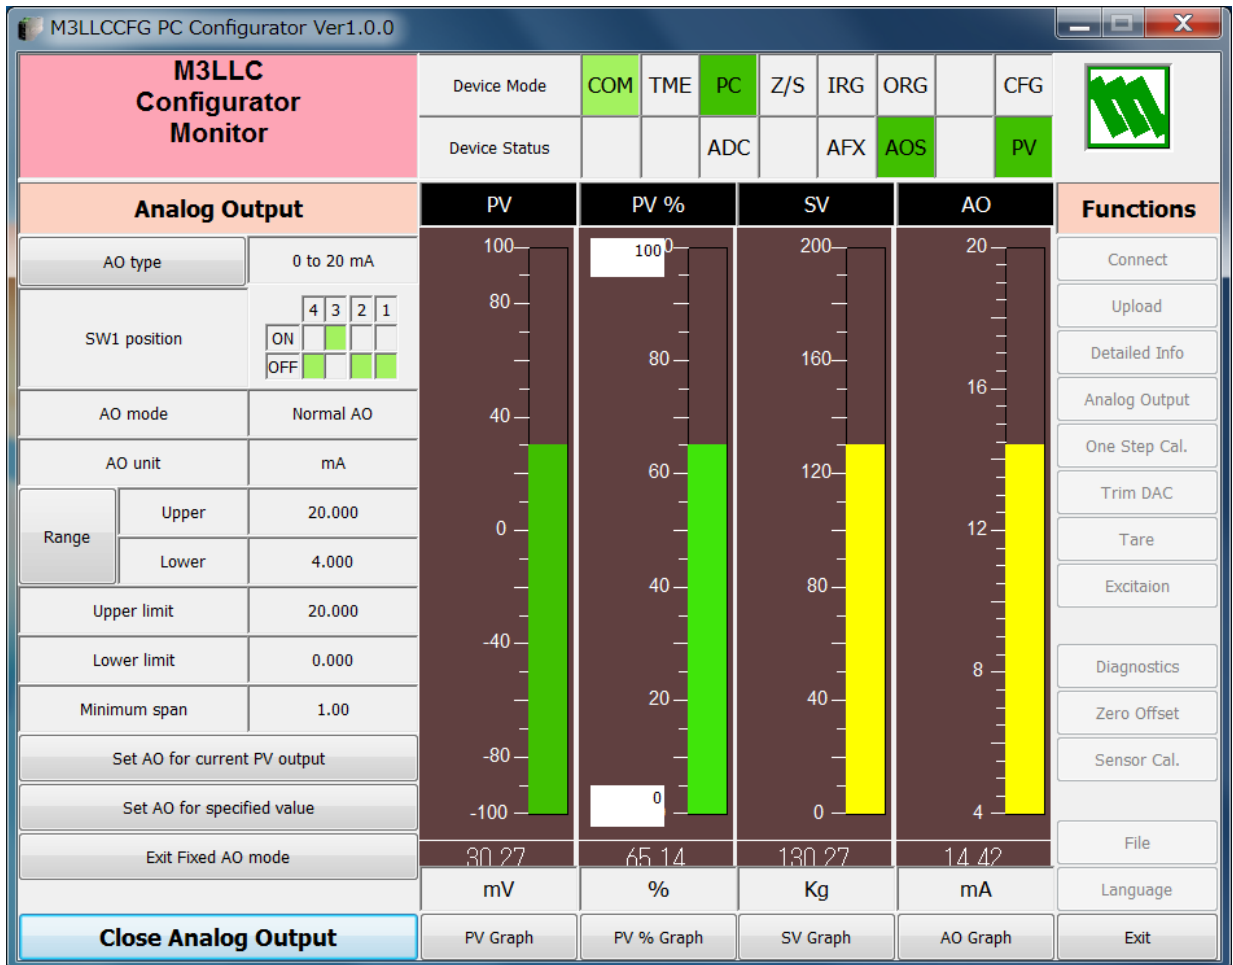 M3LLCCFG PC Configurator Ver1.0.0
M3LLC
Configurator
Monitor
Device Mode COM TME PC Z/S IRG ORG CFG
Device Status ADC AFX AOS PV
Analog Output
AO type 0 to 20 mA
SW1 position
4 3 2 1
ON
OFF
AO mode Normal AO
AO unit mA
Range
Upper 20.000
Lower 4.000
Upper limit 20.000
Lower limit 0.000
Minimum span 1.00
Set AO for current PV output
Set AO for specified value
Exit Fixed AO mode
Close Analog Output
PV
100
80
40
0
-40
-80
-100
30.27
mV
PV Graph
PV %
100
80
60
40
20
0
65.14
%
PV % Graph
SV
200
160
120
80
40
0
130.27
Kg
SV Graph
AO
20
16
12
8
4
14.42
mA
AO Graph
Functions
Connect
Upload
Detailed Info
Analog Output
One Step Cal.
Trim DAC
Tare
Excitaion
Diagnostics
Zero Offset
Sensor Cal.
File
Language
Exit